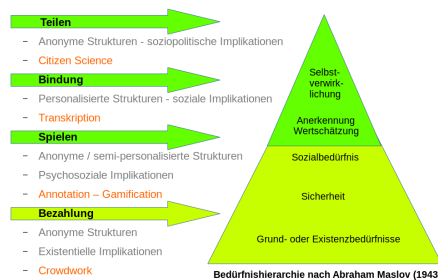 Teilen
– Anonyme Strukturen - soziopolitische Implikationen
– Citizen Science
Bindung
– Personalisierte Strukturen - soziale Implikationen
– Transkription
Spielen
– Anonyme / semi-personalisierte Strukturen
– Psychosoziale Implikationen
– Annotation – Gamification
Bezahlung
– Anonyme Strukturen
– Existentielle Implikationen
– Crowdwork
Selbst-
verwirk-
lichung
Anerkennung
Wertschätzung
Sozialbedürfnis
Sicherheit
Grund- oder Existenzbedürfnisse
Bedürfnishierarchie nach Abraham Maslov (1943